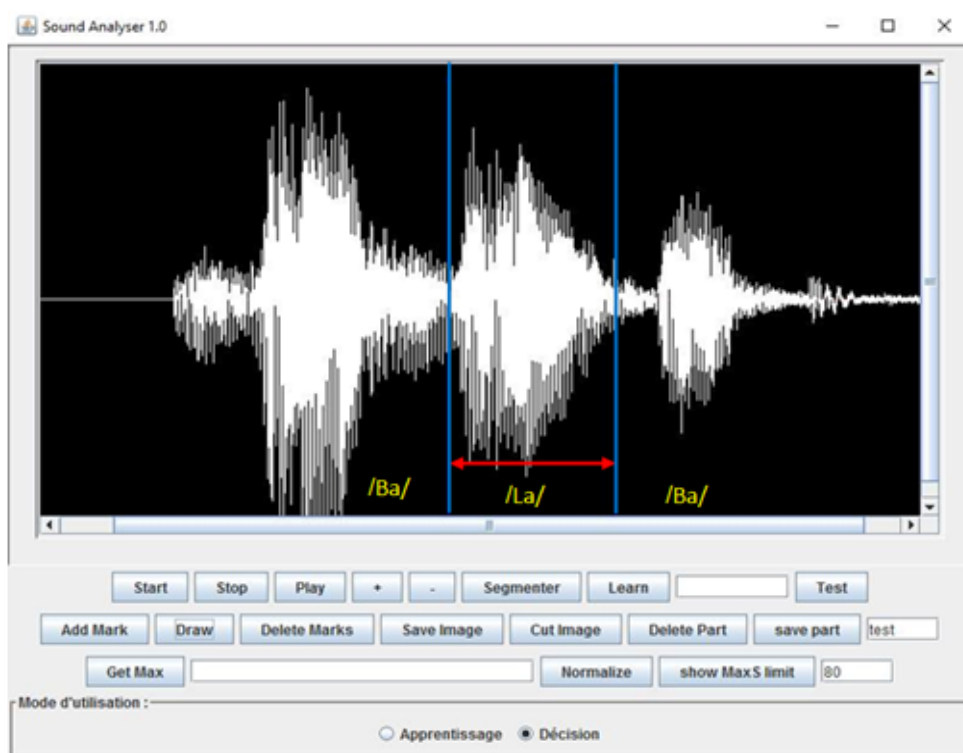 Sound Analyser 1.0
/Ba/ /La/ /Ba/
Start Stop Play + - Segmenter Learn Test
Add Mark Draw Delete Marks Save Image Cut Image Delete Part save part test
Get Max Normalize show MaxS limit 80
Mode d'utilisation :
Apprentissage Décision